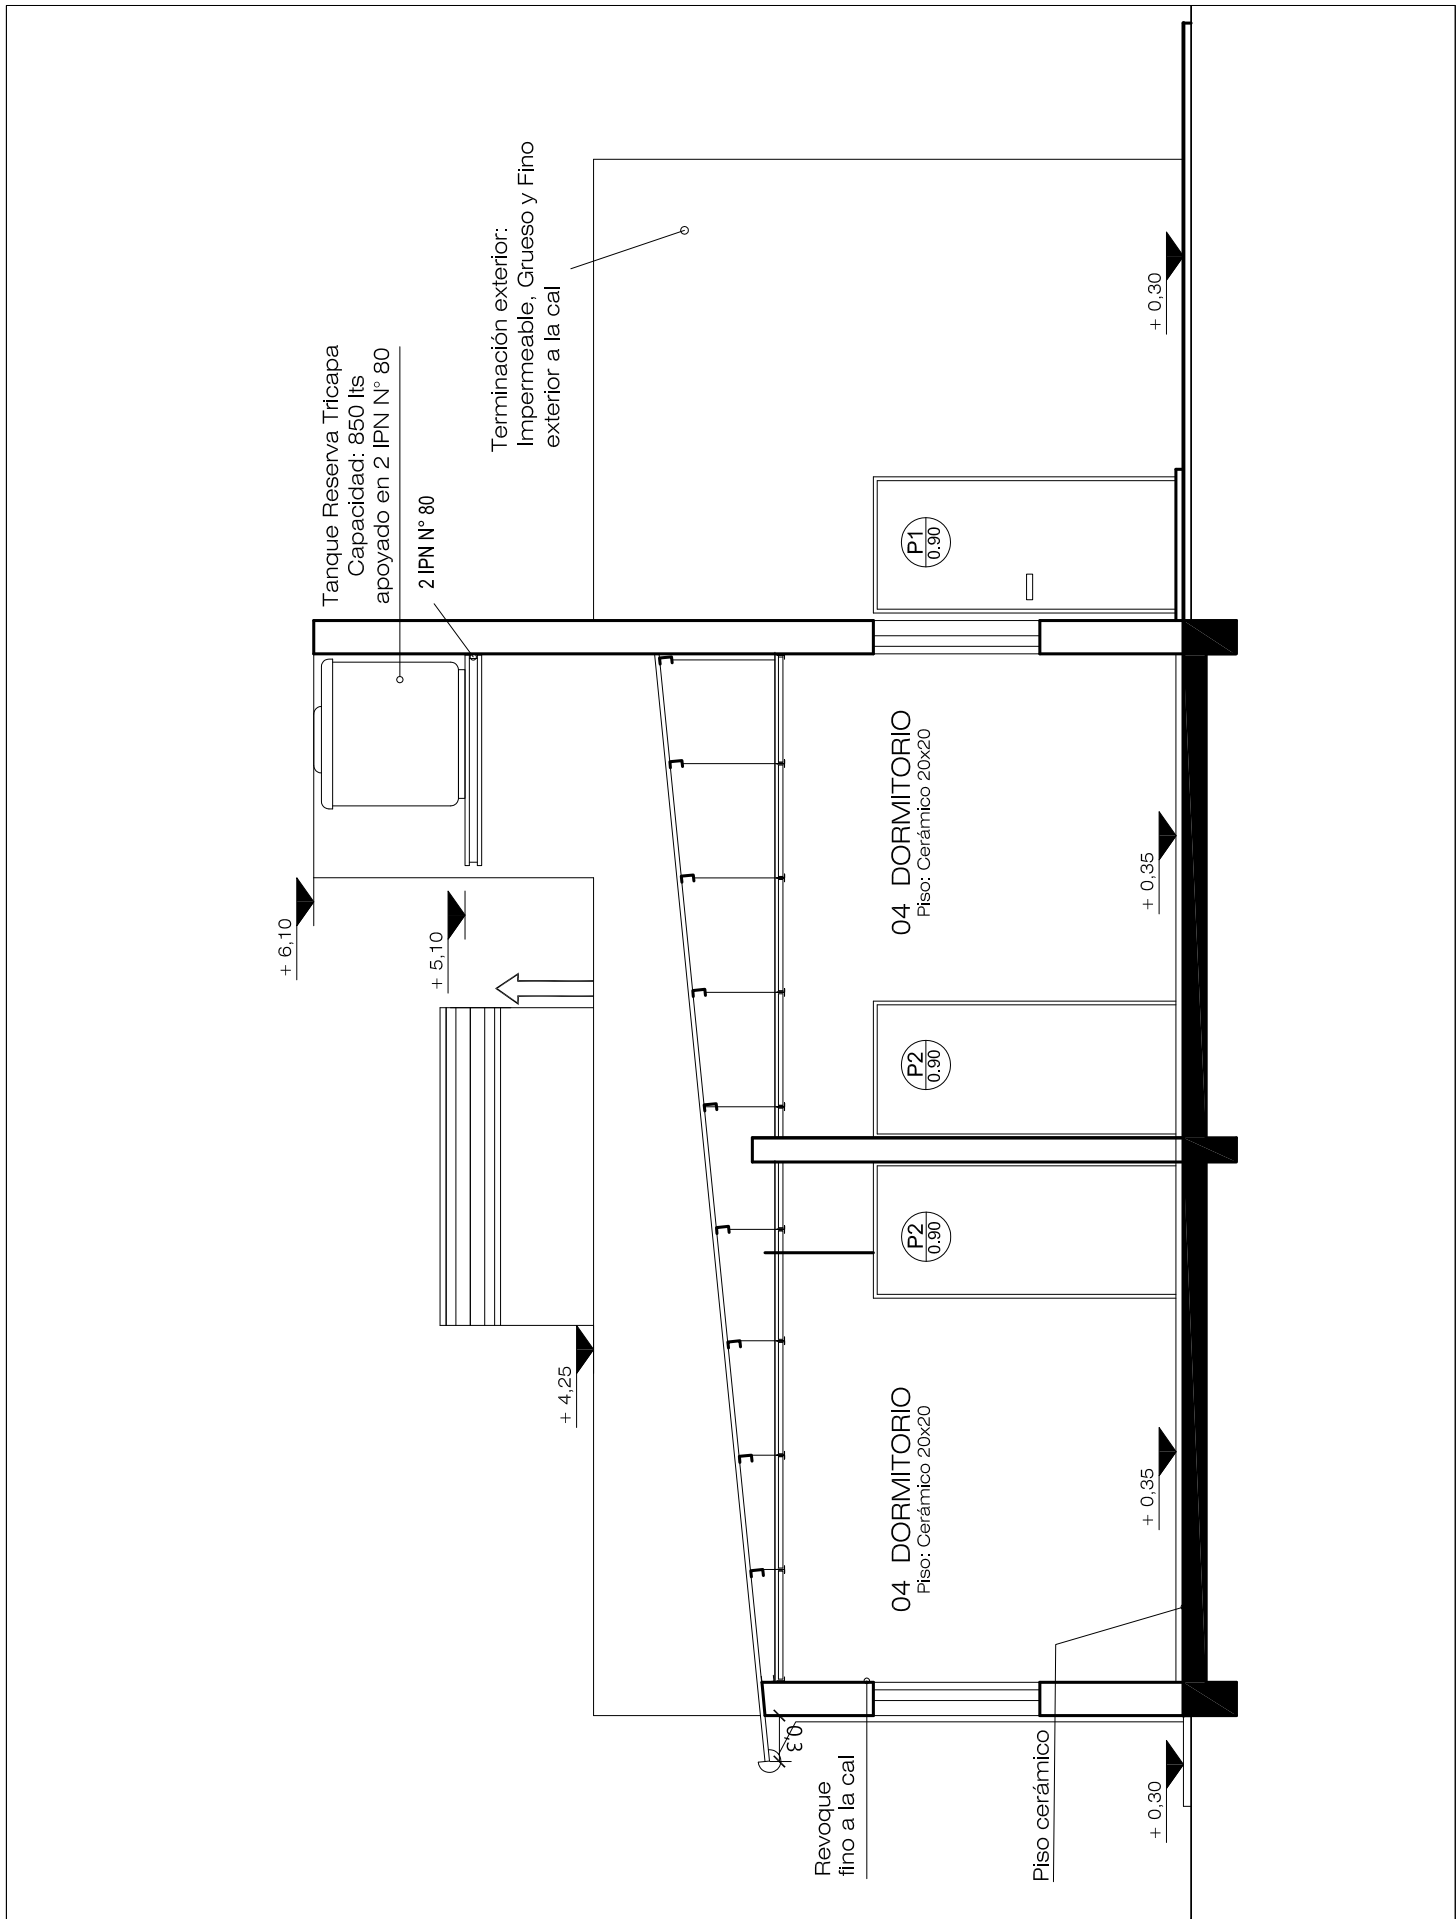 Tanque Reserva Tricapa
Capacidad: 850 lts
apoyado en 2 IPN N° 80
2 IPN N° 80
+ 6,10
+ 5,10
Terminación exterior:
Impermeable, Grueso y Fino
exterior a la cal
+ 4,25
0,3
Revoque
fino a la cal
P2
0.90
P2
0.90
P1
0.90
04 DORMITORIO
Piso: Cerámico 20x20
04 DORMITORIO
Piso: Cerámico 20x20
Piso cerámico
+ 0,30
+ 0,35
+ 0,35
+ 0,30